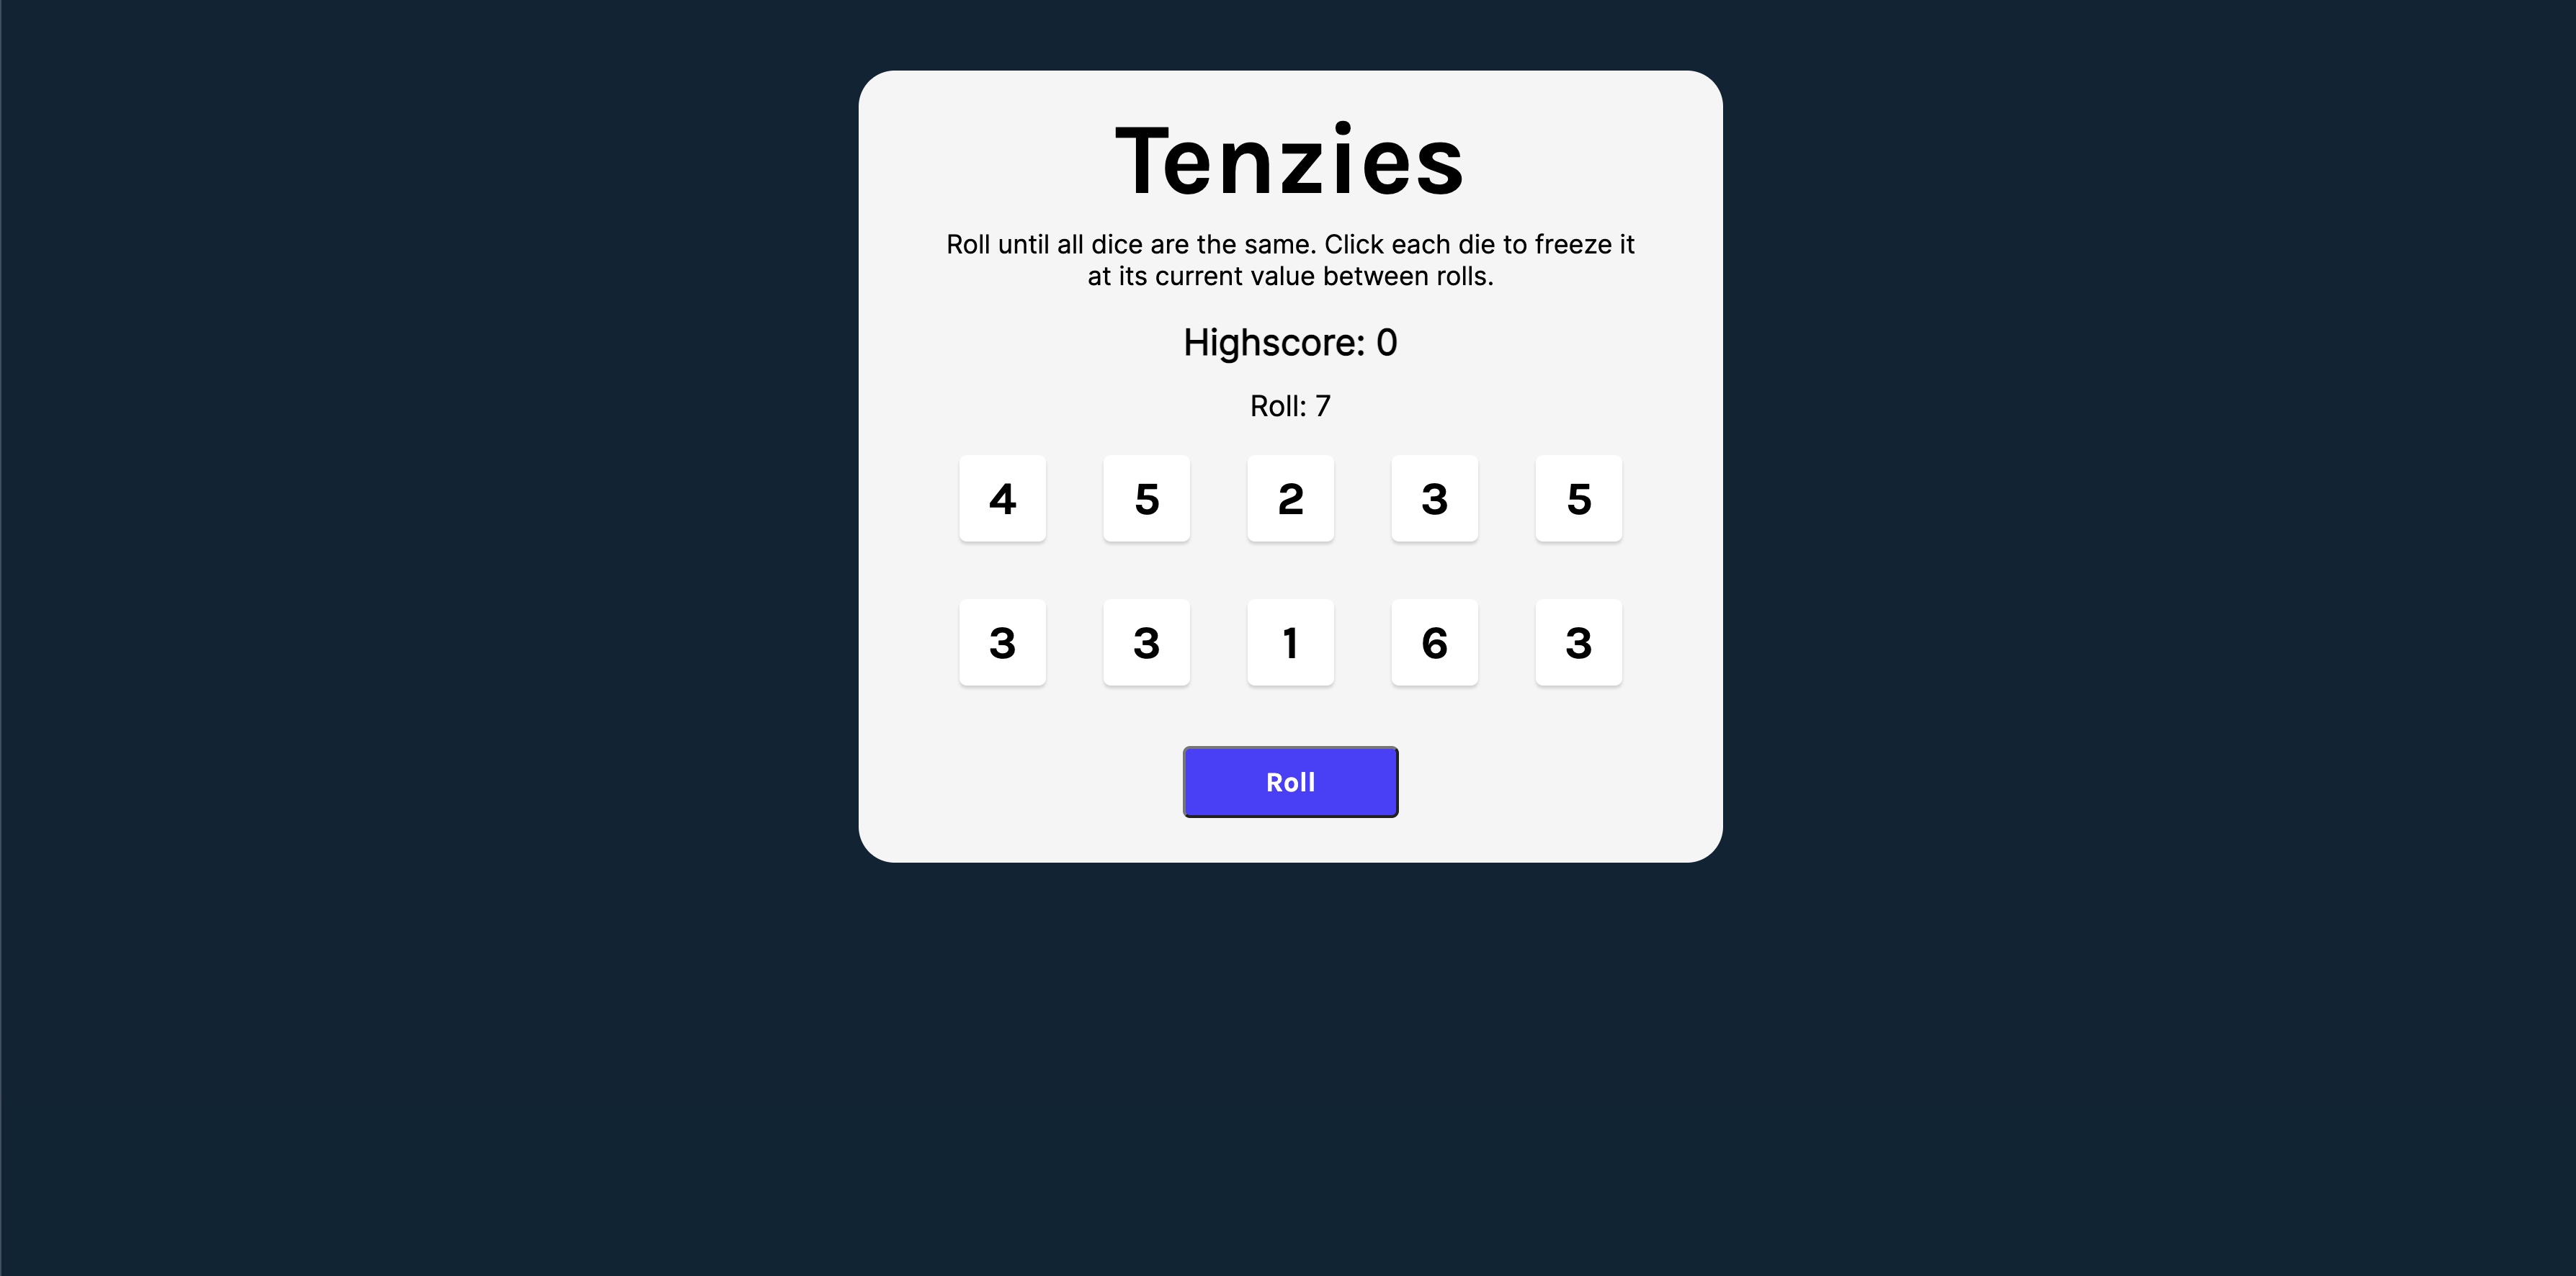 Tenzies
Roll until all dice are the same. Click each die to freeze it
at its current value between rolls.
Highscore: 0
Roll: 7
4 5 2 3 5
3 3 1 6 3
Roll